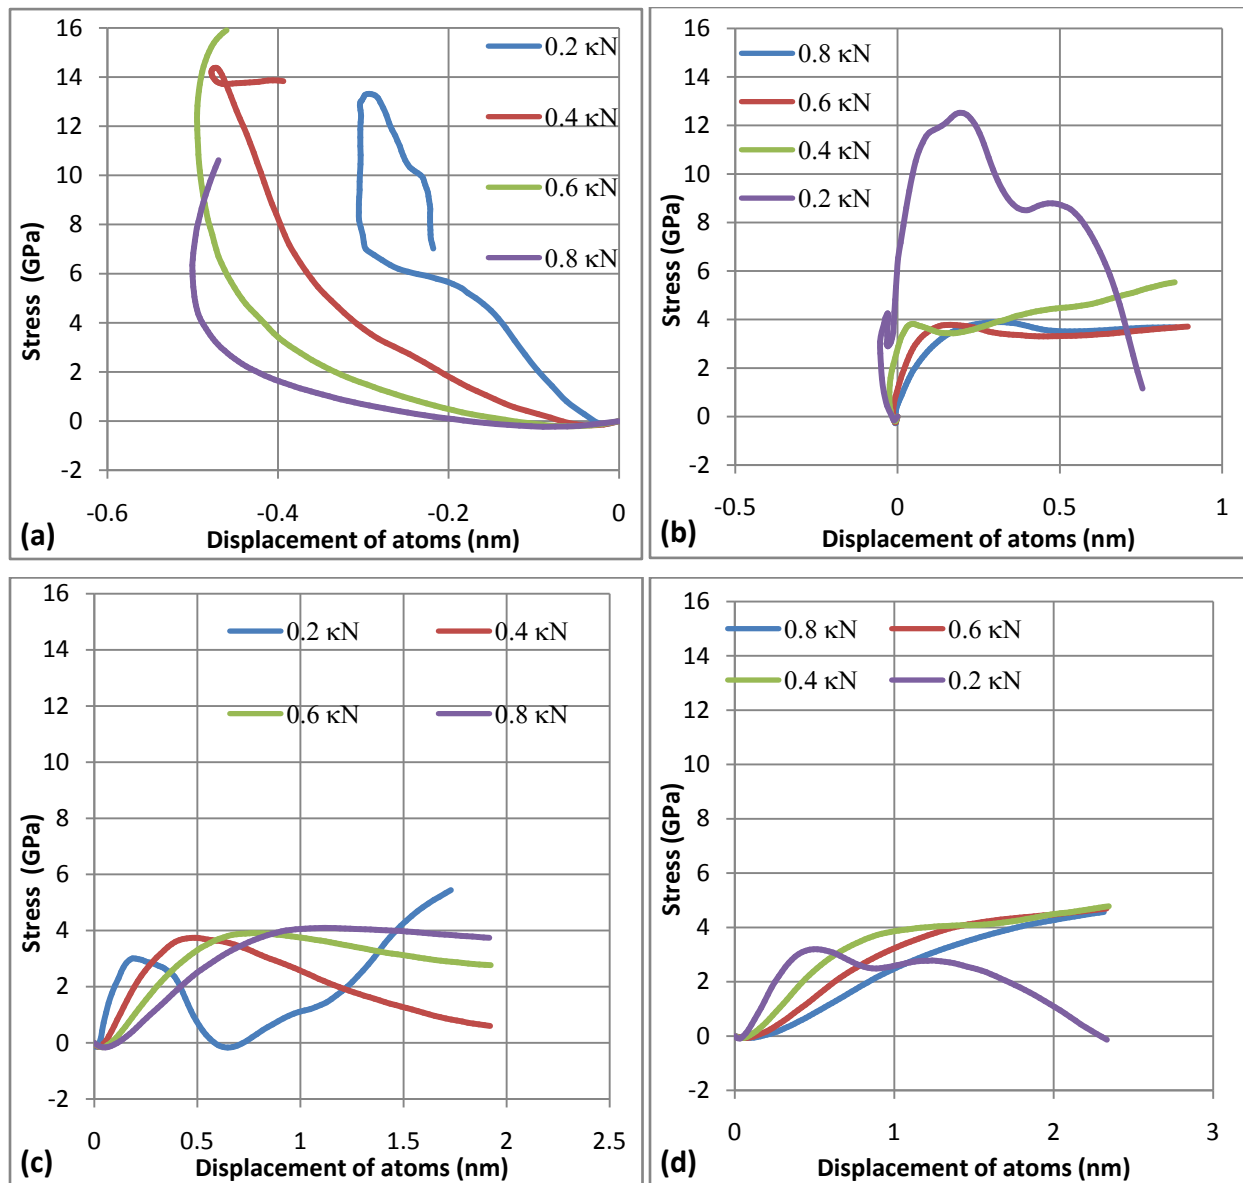 16
14
12
10
8
6
4
2
0
-2
Stress (GPa)
0.2 κN
0.4 κN
0.6 κN
0.8 κN
-0.6
-0.4
-0.2
0
(a)
Displacement of atoms (nm)
16
14
12
10
8
6
4
2
0
-2
Stress (GPa)
0.8 κN
0.6 κN
0.4 κN
0.2 κN
-0.5
0
0.5
1
(b)
Displacement of atoms (nm)
16
14
12
10
8
6
4
2
0
-2
Stress (GPa)
0.2 κN
0.4 κN
0.6 κN
0.8 κN
0
0.5
1
1.5
2
2.5
(c)
Displacement of atoms (nm)
16
14
12
10
8
6
4
2
0
-2
Stress (GPa)
0.8 κN
0.6 κN
0.4 κN
0.2 κN
0
1
2
3
(d)
Displacement of atoms (nm)